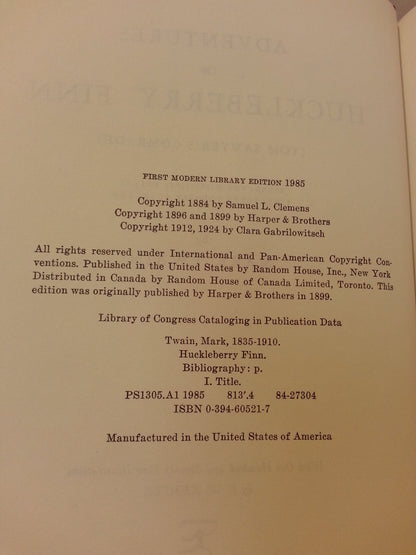 FIRST MODERN LIBRARY EDITION 1985
Copyright 1884 by Samuel L. Clemens
Copyright 1896 and 1899 by Harper & Brothers
Copyright 1912, 1924 by Clara Gabrilowitsch
All rights reserved under International and Pan-American Copyright Con-
ventions. Published in the United States by Random House, Inc., New York
Distributed in Canada by Random House of Canada Limited, Toronto. This
edition was originally published by Harper & Brothers in 1899.
Library of Congress Cataloging in Publication Data
Twain, Mark, 1835-1910.
Huckleberry Finn.
Bibliography: p.
I. Title.
PS1305.A1 1985 813'.4 84-27304
ISBN 0-394-60521-7
Manufactured in the United States of America